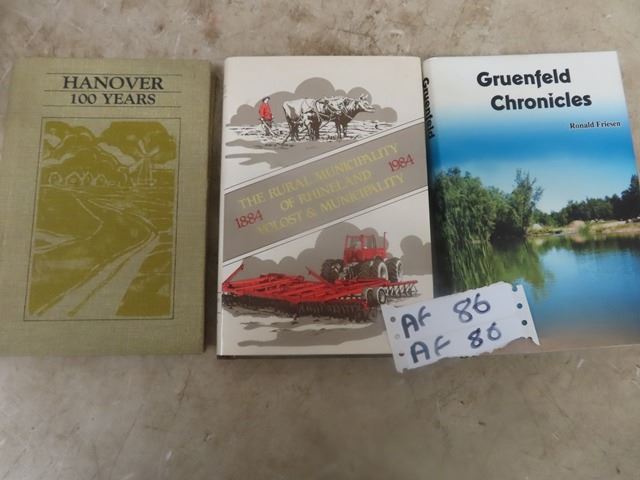 HANOVER
100 YEARS
THE RURAL MUNICIPALITY
1884 OF RHINELAND 1984
VOLOST & MUNICIPALITY
Gruenfeld
Gruenfeld
Chronicles
Ronald Friesen
AF 86
AF 86